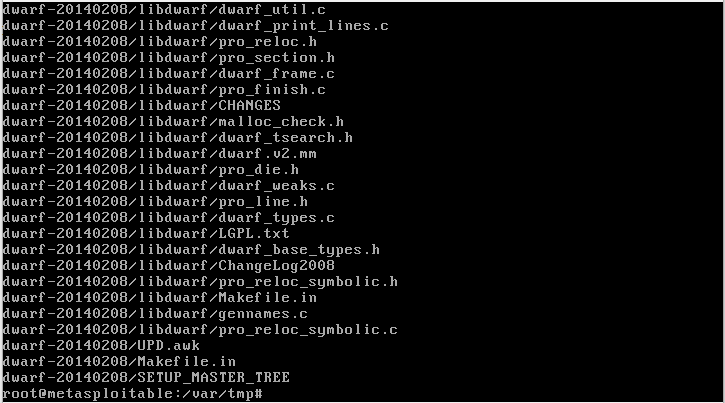 dwarf-20140208/libdwarf/dwarf_util.c
dwarf-20140208/libdwarf/dwarf_print_lines.c
dwarf-20140208/libdwarf/pro_reloc.h
dwarf-20140208/libdwarf/pro_section.h
dwarf-20140208/libdwarf/dwarf_frame.c
dwarf-20140208/libdwarf/pro_finish.c
dwarf-20140208/libdwarf/CHANGES
dwarf-20140208/libdwarf/malloc_check.h
dwarf-20140208/libdwarf/dwarf_tsearch.h
dwarf-20140208/libdwarf/dwarf.v2.mm
dwarf-20140208/libdwarf/pro_die.h
dwarf-20140208/libdwarf/dwarf_weaks.c
dwarf-20140208/libdwarf/pro_line.h
dwarf-20140208/libdwarf/dwarf_types.c
dwarf-20140208/libdwarf/LGPL.txt
dwarf-20140208/libdwarf/dwarf_base_types.h
dwarf-20140208/libdwarf/ChangeLog2008
dwarf-20140208/libdwarf/pro_reloc_symbolic.h
dwarf-20140208/libdwarf/Makefile.in
dwarf-20140208/libdwarf/gennames.c
dwarf-20140208/libdwarf/pro_reloc_symbolic.c
dwarf-20140208/UPD.awk
dwarf-20140208/Makefile.in
dwarf-20140208/SETUP_MASTER_TREE
root@metasploitable:/var/tmp#